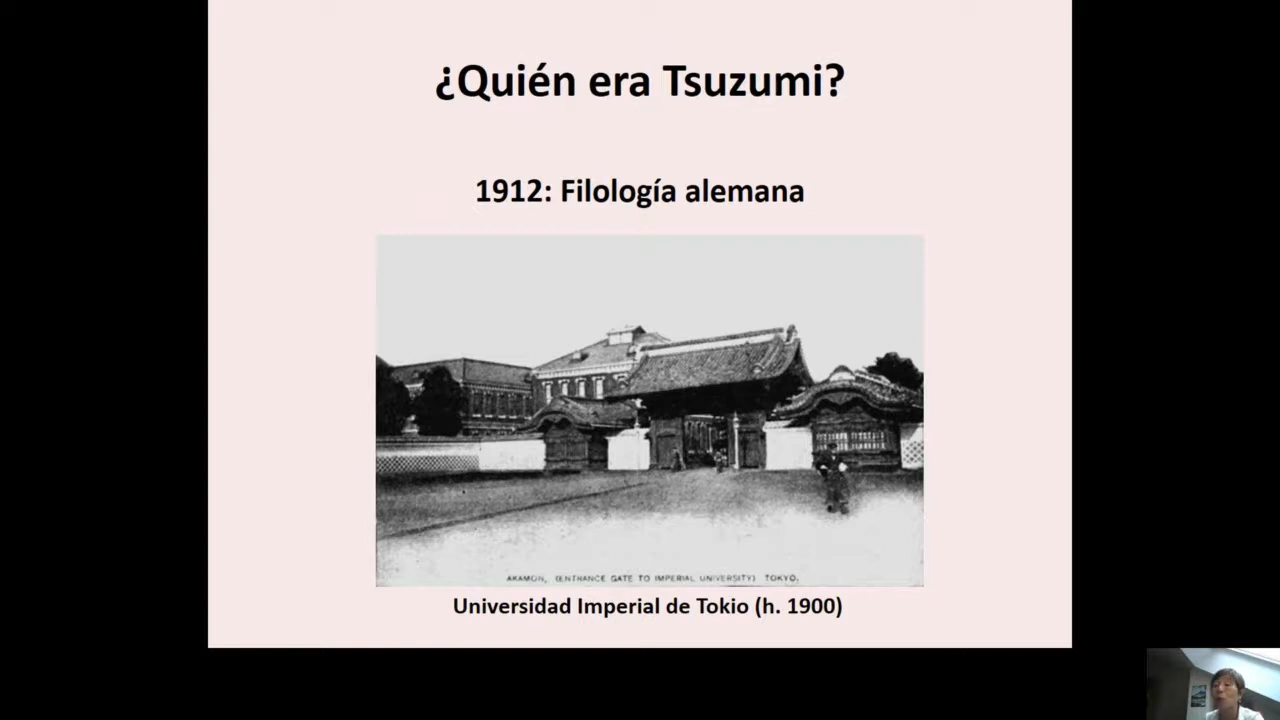 ¿Quién era Tsuzumi?
1912: Filología alemana
AKAMON, (ENTRANCE GATE TO IMPERIAL UNIVERSITY) TOKYO.
Universidad Imperial de Tokio (h. 1900)